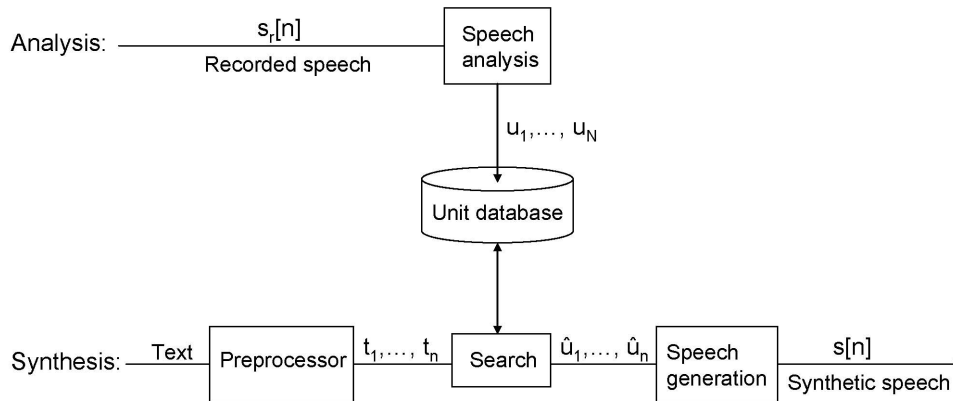 Analysis:
s_r[n]
Recorded speech
Speech
analysis
u_1,..., u_N
Unit database
Synthesis:
Text
Preprocessor
t_1,..., t_n
Search
û_1,..., û_n
Speech
generation
s[n]
Synthetic speech